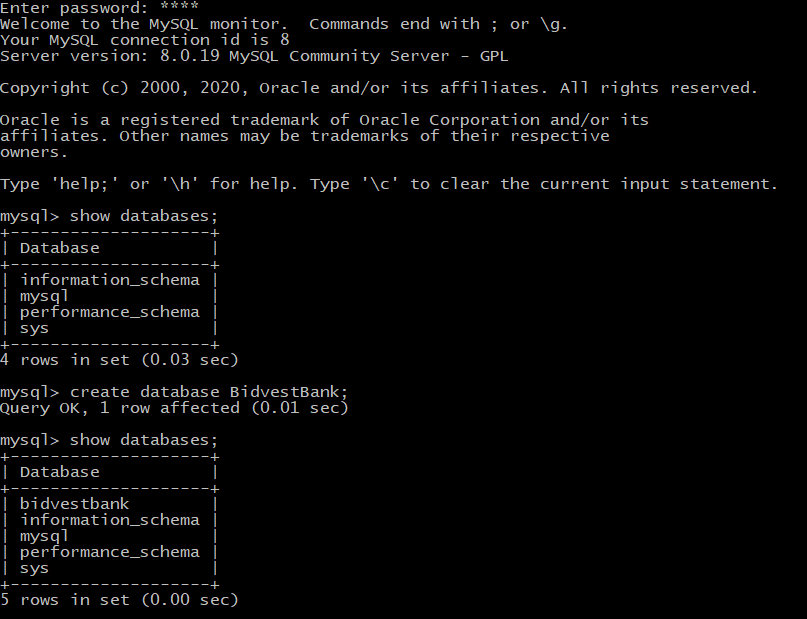 Enter password: ****
Welcome to the MySQL monitor.  Commands end with ; or \g.
Your MySQL connection id is 8
Server version: 8.0.19 MySQL Community Server - GPL
Copyright (c) 2000, 2020, Oracle and/or its affiliates. All rights reserved.
Oracle is a registered trademark of Oracle Corporation and/or its
affiliates. Other names may be trademarks of their respective
owners.
Type 'help;' or '\h' for help. Type '\c' to clear the current input statement.
mysql> show databases;
+--------------------+
| Database           |
+--------------------+
| information_schema |
| mysql              |
| performance_schema |
| sys                |
+--------------------+
4 rows in set (0.03 sec)
mysql> create database BidvestBank;
Query OK, 1 row affected (0.01 sec)
mysql> show databases;
+--------------------+
| Database           |
+--------------------+
| bidvestbank        |
| information_schema |
| mysql              |
| performance_schema |
| sys                |
+--------------------+
5 rows in set (0.00 sec)